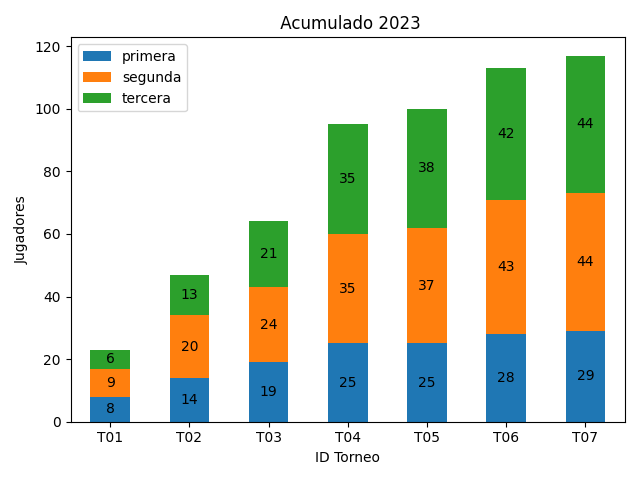 Acumulado 2023
primera
segunda
tercera
120
100
80
60
40
20
0
Jugadores
6 13 21 35 38 42 44
9 20 24 35 37 43 44
8 14 19 25 25 28 29
T01 T02 T03 T04 T05 T06 T07
ID Torneo